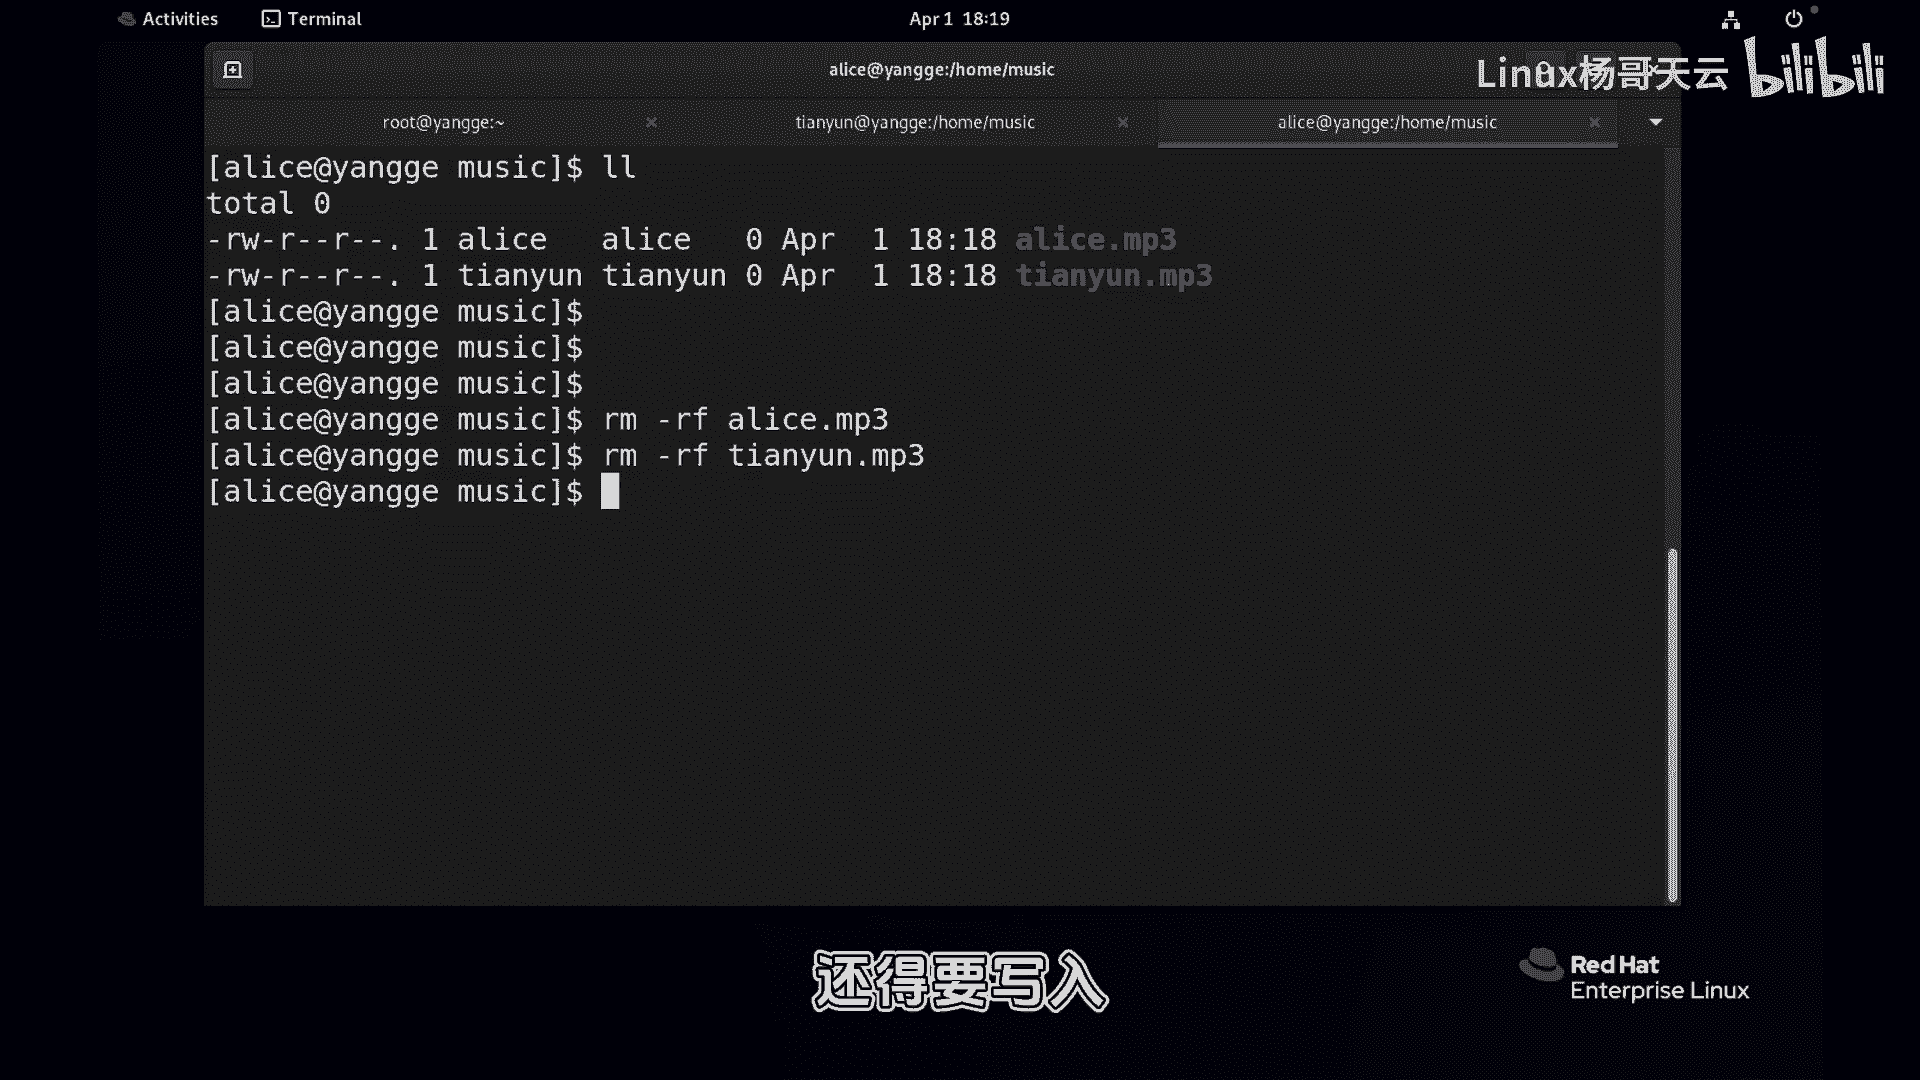 Activities Terminal Apr 1 18:19
alice@yangge:/home/music
Linux杨哥天云 bilibili
root@yangge:~ tianyun@yangge:/home/music alice@yangge:/home/music
[alice@yangge music]$ ll
total 0
-rw-r--r--. 1 alice   alice   0 Apr  1 18:18 alice.mp3
-rw-r--r--. 1 tianyun tianyun 0 Apr  1 18:18 tianyun.mp3
[alice@yangge music]$
[alice@yangge music]$
[alice@yangge music]$
[alice@yangge music]$ rm -rf alice.mp3
[alice@yangge music]$ rm -rf tianyun.mp3
[alice@yangge music]$
还得要写入
Red Hat
Enterprise Linux